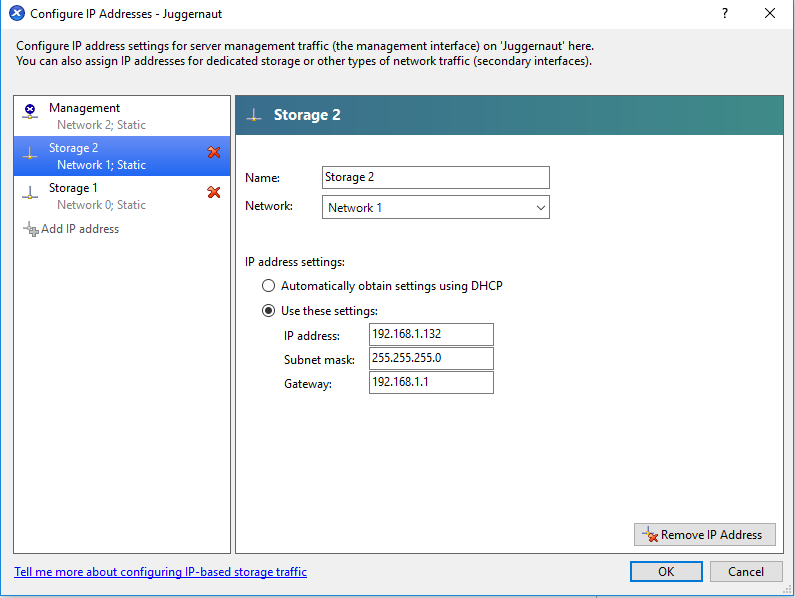 Configure IP Addresses - Juggernaut
?
Configure IP address settings for server management traffic (the management interface) on 'Juggernaut' here.
You can also assign IP addresses for dedicated storage or other types of network traffic (secondary interfaces).
Management
Network 2; Static
Storage 2
Network 1; Static
Storage 1
Network 0; Static
Add IP address
Storage 2
Name: Storage 2
Network: Network 1
IP address settings:
Automatically obtain settings using DHCP
Use these settings:
IP address: 192.168.1.132
Subnet mask: 255.255.255.0
Gateway: 192.168.1.1
Remove IP Address
Tell me more about configuring IP-based storage traffic
OK Cancel